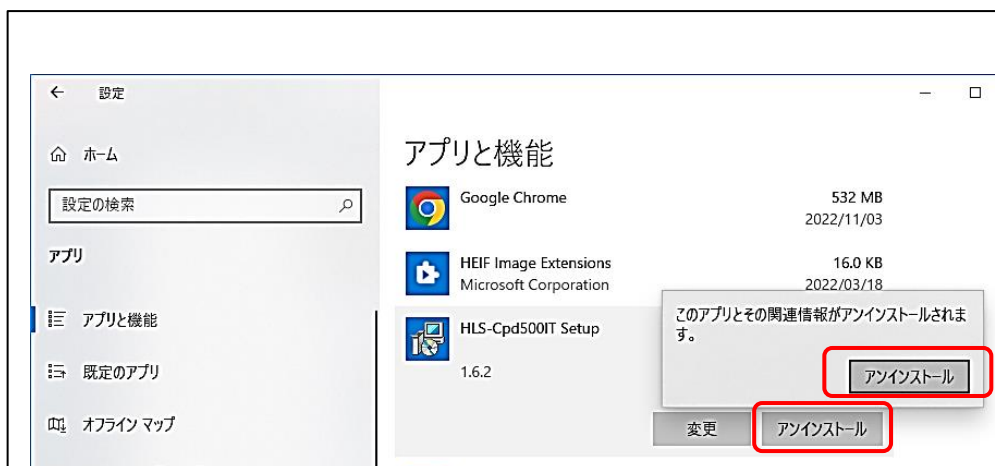 設定
ホーム
設定の検索
アプリ
アプリと機能
既定のアプリ
オフライン マップ
アプリと機能
Google Chrome
532 MB
2022/11/03
HEIF Image Extensions
16.0 KB
Microsoft Corporation
2022/03/18
HLS-Cpd500IT Setup
1.6.2
このアプリとその関連情報がアンインストールされま
す。
アンインストール
変更
アンインストール